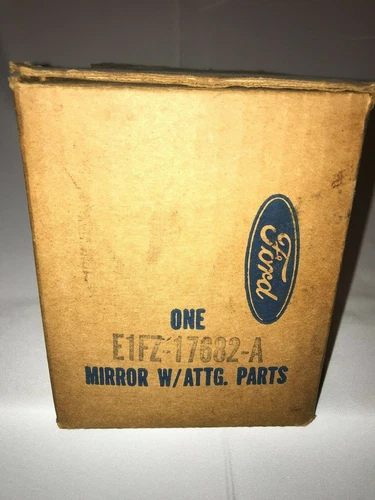 Ford
ONE
E1FZ-17682-A
MIRROR W/ATTG. PARTS